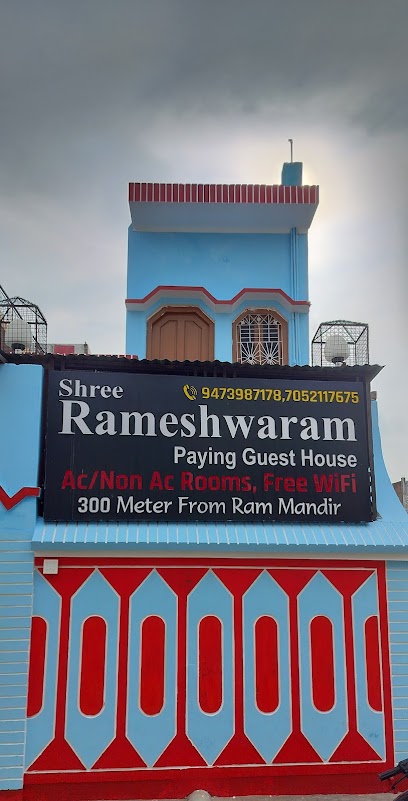 Shree
9473987178,7052117675
Rameshwaram
Paying Guest House
Ac/Non Ac Rooms, Free WiFi
300 Meter From Ram Mandir